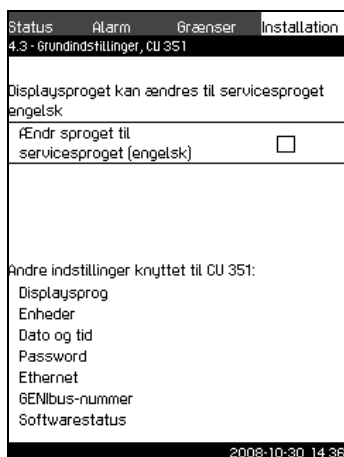 Status Alarm Grænser Installation
4.3 - Grundindstillinger, CU 351
Displaysproget kan ændres til servicesproget
engelsk
Ændr sproget til
servicesproget (engelsk)
Andre indstillinger knyttet til CU 351:
Displaysprog
Enheder
Dato og tid
Password
Ethernet
GENIbus-nummer
Softwarestatus
2008-10-30 14:36